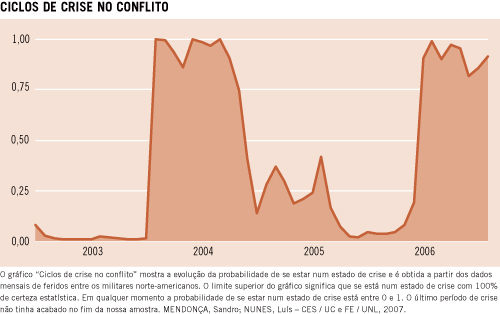 CICLOS DE CRISE NO CONFLITO
1,00
0,75
0,50
0,25
0,00
2003 2004 2005 2006
O gráfico "Ciclos de crise no conflito" mostra a evolução da probabilidade de se estar num estado de crise e é obtida a partir dos dados
mensais de feridos entre os militares norte-americanos. O limite superior do gráfico significa que se está num estado de crise com 100%
de certeza estatística. Em qualquer momento a probabilidade de se estar num estado de crise está entre 0 e 1. O último período de crise
não tinha acabado no fim da nossa amostra. MENDONÇA, Sandro; NUNES, Luís – CES / UC e FE / UNL, 2007.